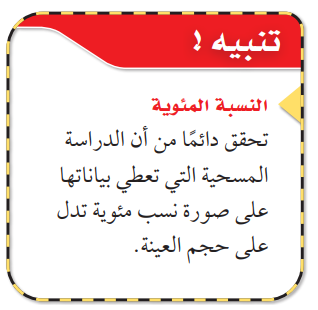 تنبيه !
النسبة المئوية
تحقق دائمًا من أن الدراسة
المسحية التي تعطي بياناتها
على صورة نسب مئوية تدل
على حجم العينة.